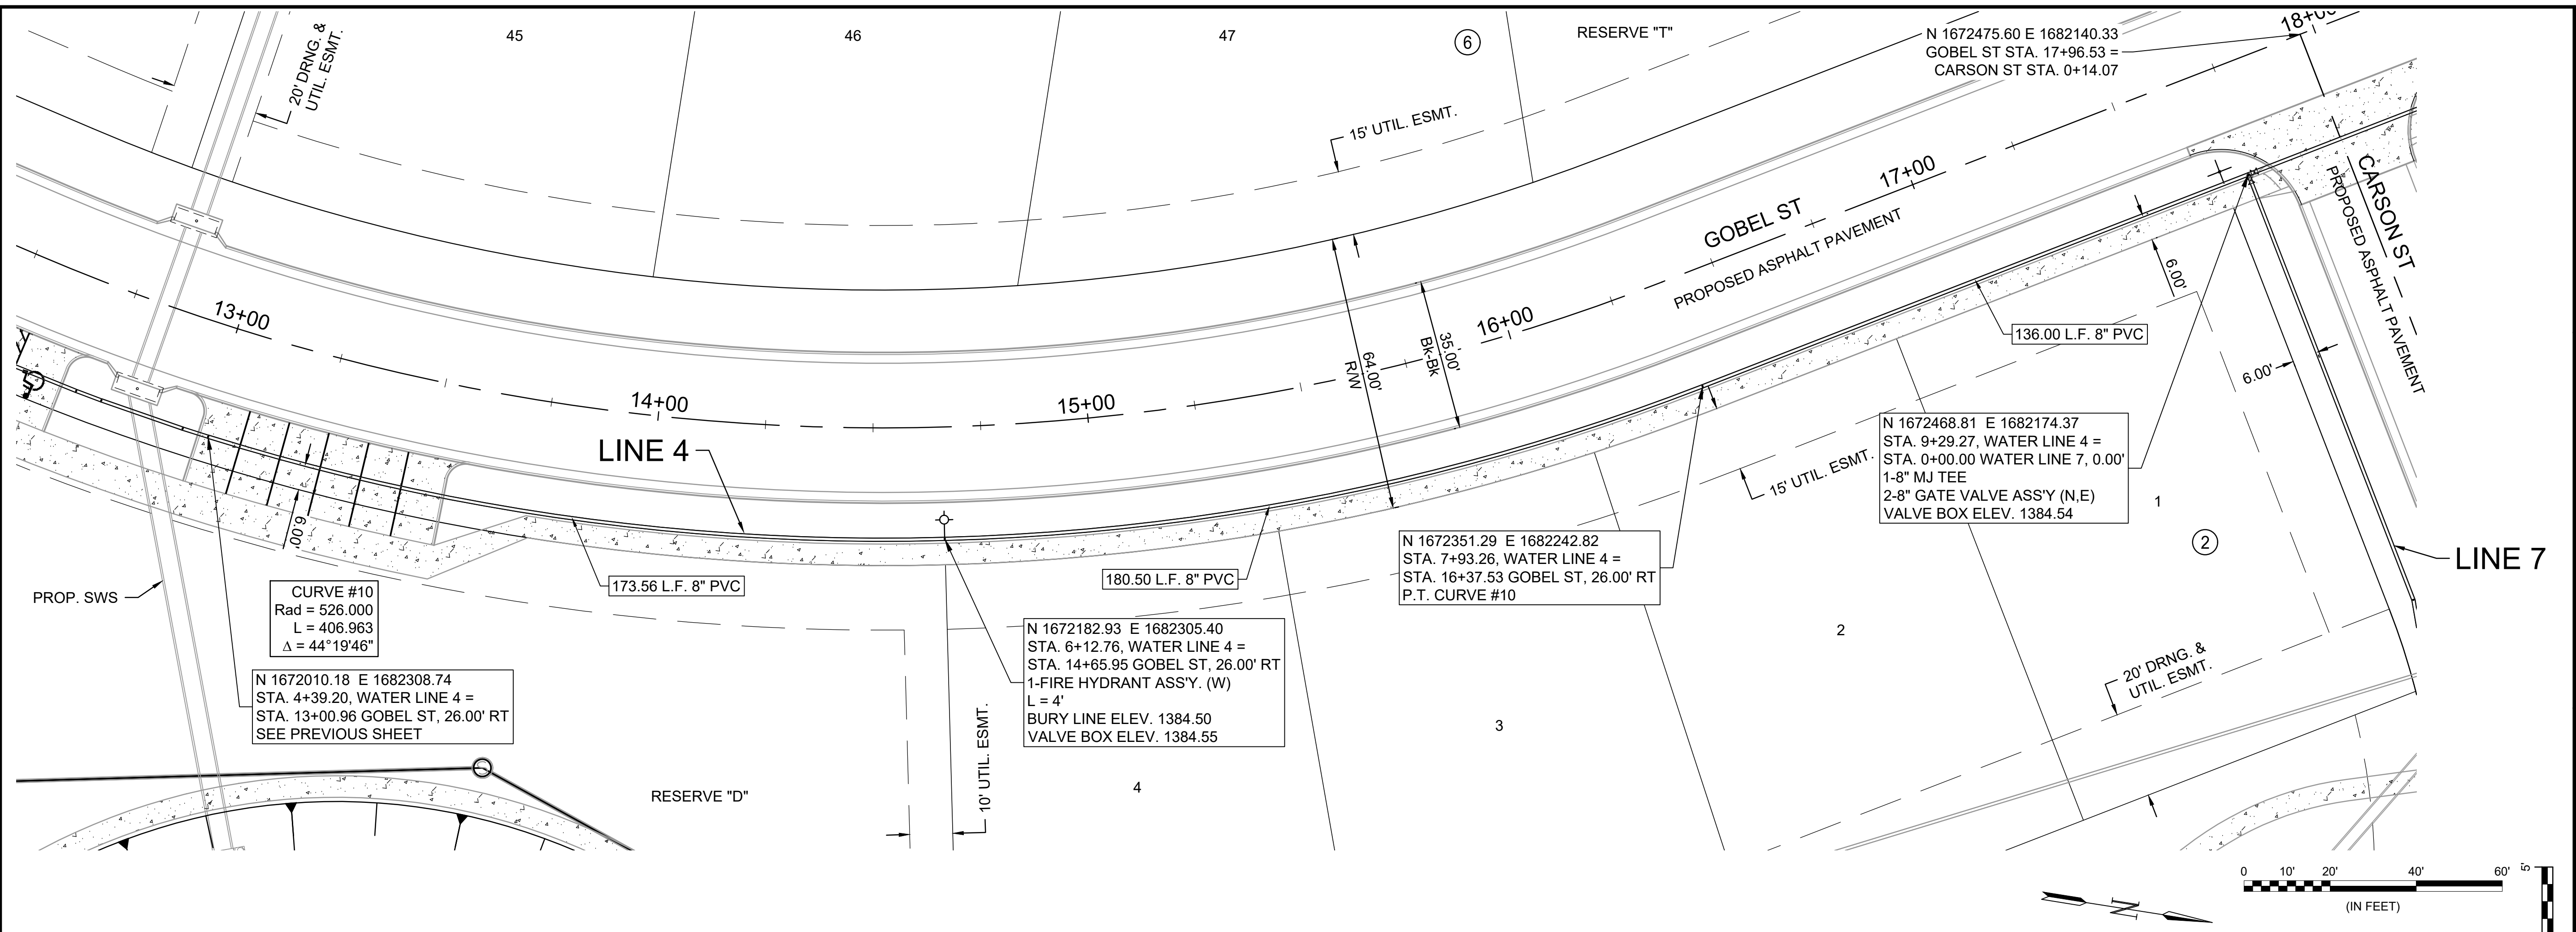 45
46
47
6
RESERVE "T"
20' DRNG. &
UTIL. ESMT.
15' UTIL. ESMT.
N 1672475.60 E 1682140.33
GOBEL ST STA. 17+96.53 =
CARSON ST STA. 0+14.07
18+00
17+00
GOBEL ST
PROPOSED ASPHALT PAVEMENT
CARSON ST
PROPOSED ASPHALT PAVEMENT
13+00
14+00
15+00
16+00
64.00'
R/W
35.00'
Bk-Bk
6.00'
6.00'
6.00'
136.00 L.F. 8" PVC
LINE 4
15' UTIL. ESMT.
N 1672468.81 E 1682174.37
STA. 9+29.27, WATER LINE 4 =
STA. 0+00.00 WATER LINE 7, 0.00'
1-8" MJ TEE
2-8" GATE VALVE ASS'Y (N,E)
VALVE BOX ELEV. 1384.54
1
2
LINE 7
N 1672351.29 E 1682242.82
STA. 7+93.26, WATER LINE 4 =
STA. 16+37.53 GOBEL ST, 26.00' RT
P.T. CURVE #10
173.56 L.F. 8" PVC
180.50 L.F. 8" PVC
PROP. SWS
CURVE #10
Rad = 526.000
L = 406.963
Δ = 44°19'46"
N 1672182.93 E 1682305.40
STA. 6+12.76, WATER LINE 4 =
STA. 14+65.95 GOBEL ST, 26.00' RT
1-FIRE HYDRANT ASS'Y. (W)
L = 4'
BURY LINE ELEV. 1384.50
VALVE BOX ELEV. 1384.55
N 1672010.18 E 1682308.74
STA. 4+39.20, WATER LINE 4 =
STA. 13+00.96 GOBEL ST, 26.00' RT
SEE PREVIOUS SHEET
2
3
4
20' DRNG. &
UTIL. ESMT.
10' UTIL. ESMT.
RESERVE "D"
N
0 10' 20' 40' 60'
(IN FEET)
5'